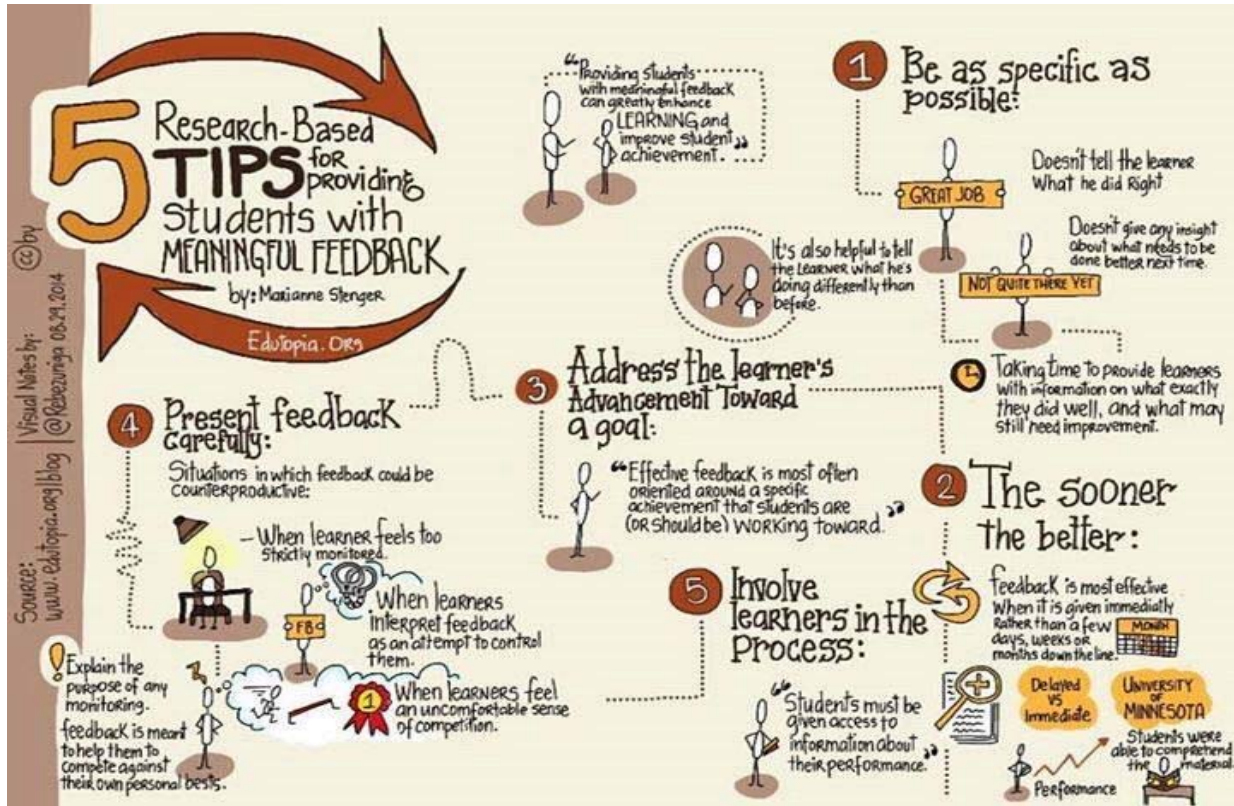 5
Research-Based
TIPS for
providing
Students with
MEANINGFUL FEEDBACK
by: Marianne Stenger
Edutopia.Org
Source:
www.edutopia.org/blog | Visual Notes by:
@Rebezuniga 08.29.2014
(cc) by
“Providing students
with meaningful feedback
can greatly enhance
LEARNING and
improve student
achievement.”
1 Be as specific as
possible:
GREAT JOB
Doesn't tell the learner
What he did Right
NOT QUITE THERE YET
Doesn't give any insight
about what needs to be
done better next time.
Taking time to provide learners
with information on what exactly
they did well, and what may
still need improvement.
It's also helpful to tell
the Learner what he's
doing differently than
before.
2 The sooner
the better:
feedback is most effective
when it is given immediatly
Rather than a few
days, weeks or
months down the line.
MONTH
Delayed
VS
Immediate
UNIVERSITY
OF
MINNESOTA
Performance
Students were
able to comprehend
the material.
3 Address the learner's
Advancement Toward
a goal:
“Effective feedback is most often
oriented around a specific
achievement that students are
(OR should be) WORKING toward.”
4 Present feedback
carefully:
Situations in which feedback could be
counterproductive:
– When learner feels too
strictly monitored.
FB
When learners
interpret feedback
as an attempt to control
them.
1
When learners feel
an uncomfortable sense
of competition.
! Explain the
purpose of any
monitoring.
feedback is meant
to help them to
compete against
their own personal bests.
5 Involve
learners in the
Process:
“Students must be
given access to
information about
their performance.”